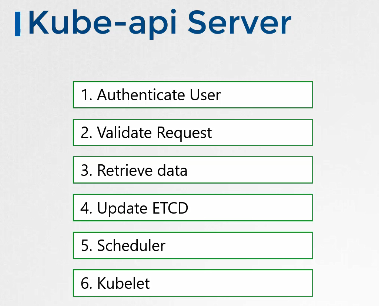 Kube-api Server
1. Authenticate User
2. Validate Request
3. Retrieve data
4. Update ETCD
5. Scheduler
6. Kubelet